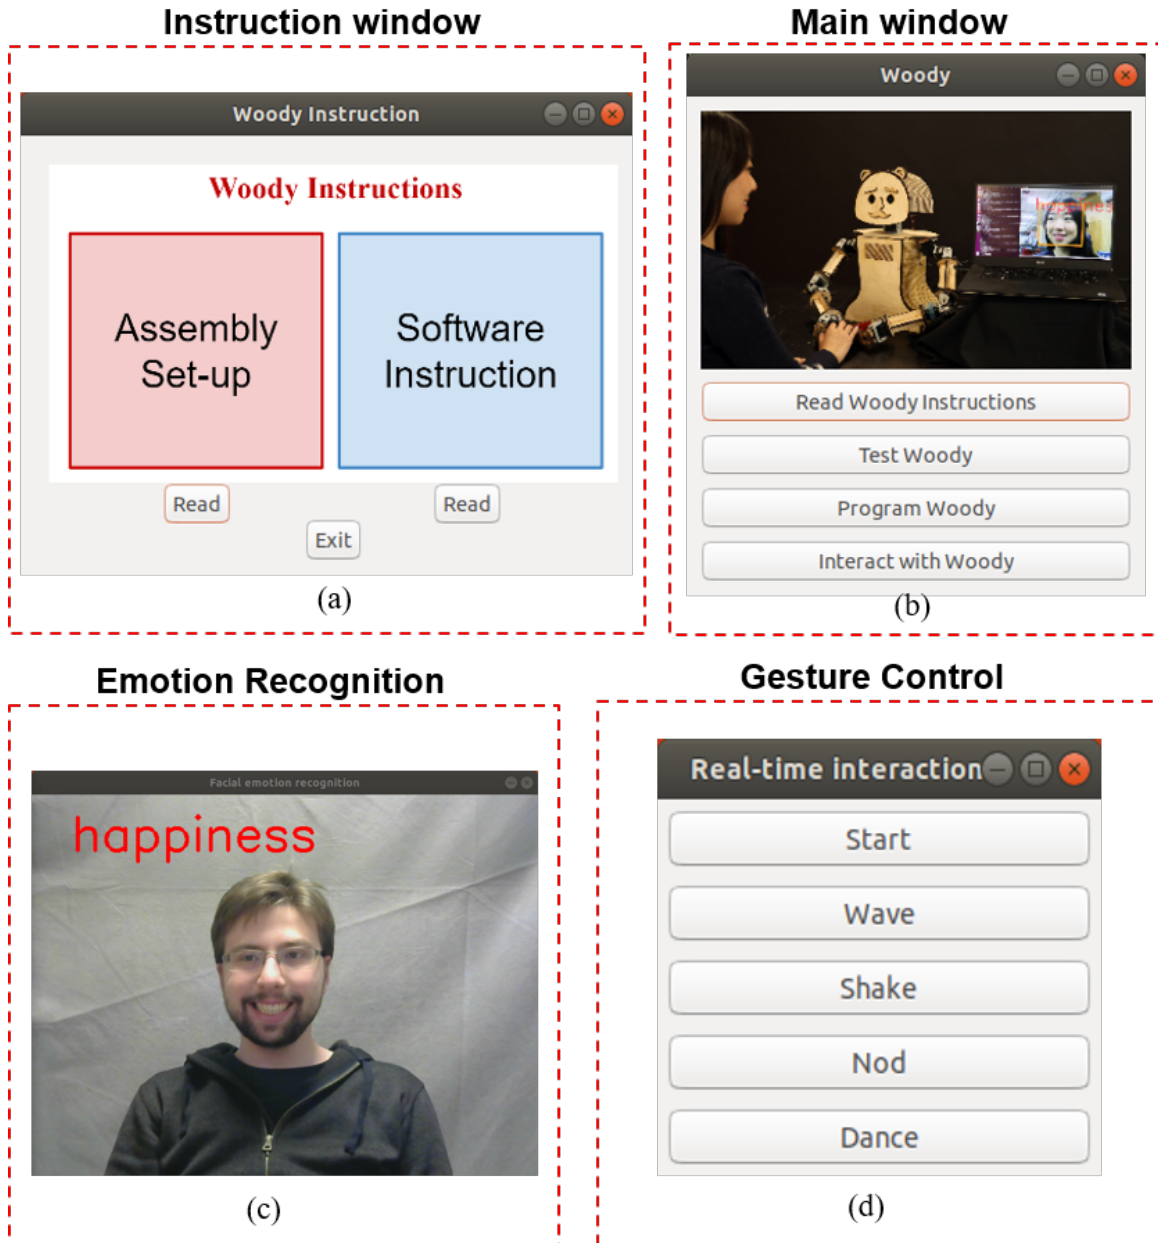 Instruction window
Main window
Woody Instruction
Woody Instructions
Assembly
Set-up
Software
Instruction
Read
Read
Exit
(a)
Woody
happines
Read Woody Instructions
Test Woody
Program Woody
Interact with Woody
(b)
Emotion Recognition
Facial emotion recognition
happiness
(c)
Gesture Control
Real-time interaction
Start
Wave
Shake
Nod
Dance
(d)